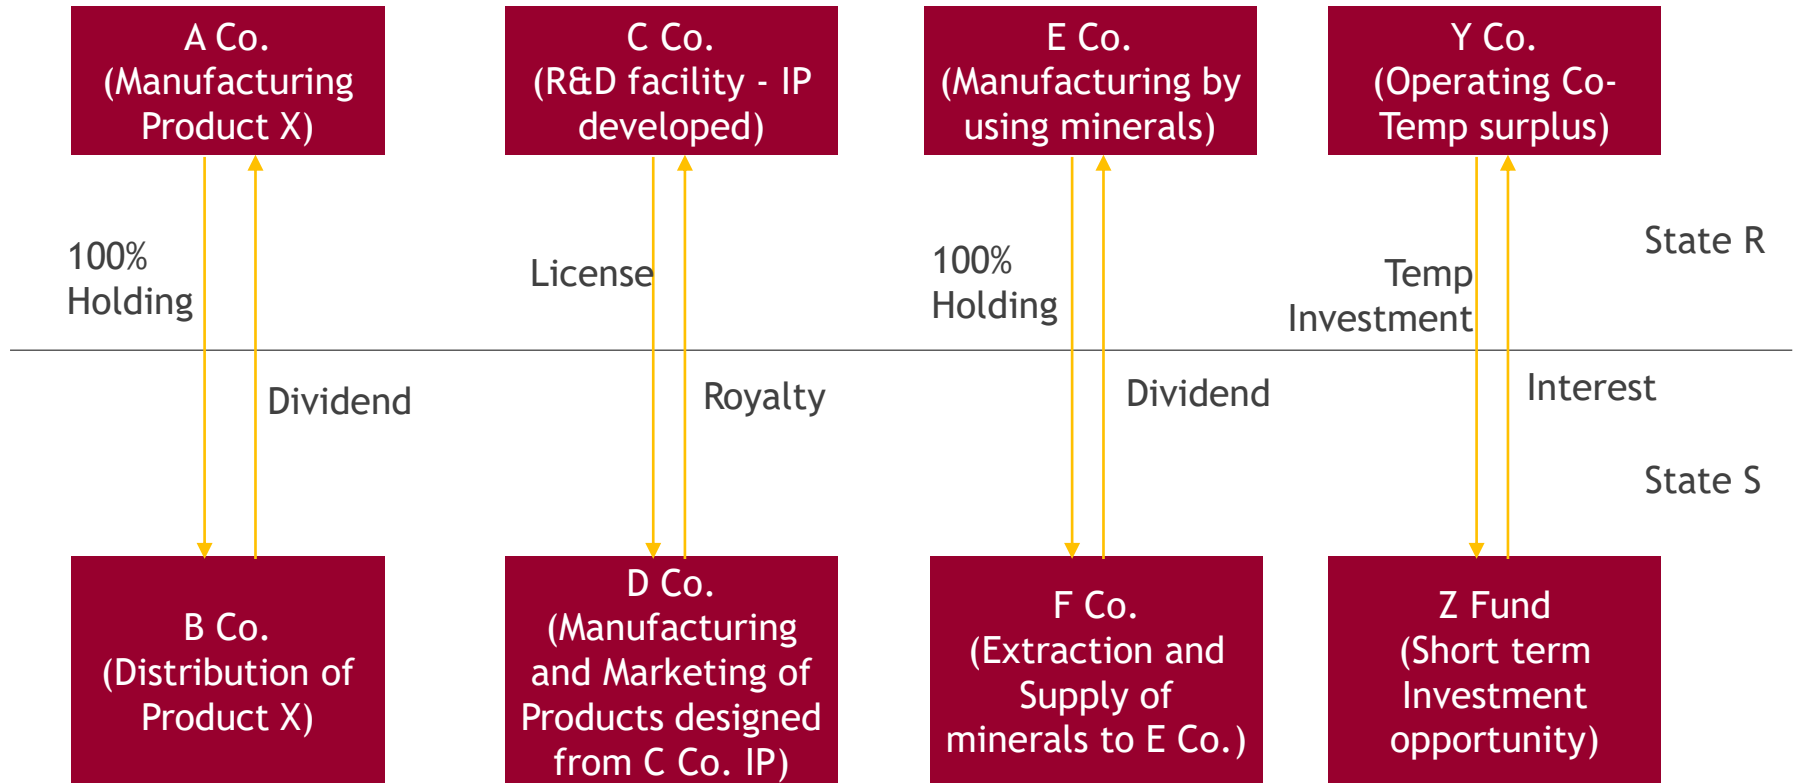 A Co.
(Manufacturing
Product X)
C Co.
(R&D facility - IP
developed)
E Co.
(Manufacturing by
using minerals)
Y Co.
(Operating Co-
Temp surplus)
100%
Holding
License
100%
Holding
Temp
Investment
State R
Dividend
Royalty
Dividend
Interest
State S
B Co.
(Distribution of
Product X)
D Co.
(Manufacturing
and Marketing of
Products designed
from C Co. IP)
F Co.
(Extraction and
Supply of
minerals to E Co.)
Z Fund
(Short term
Investment
opportunity)